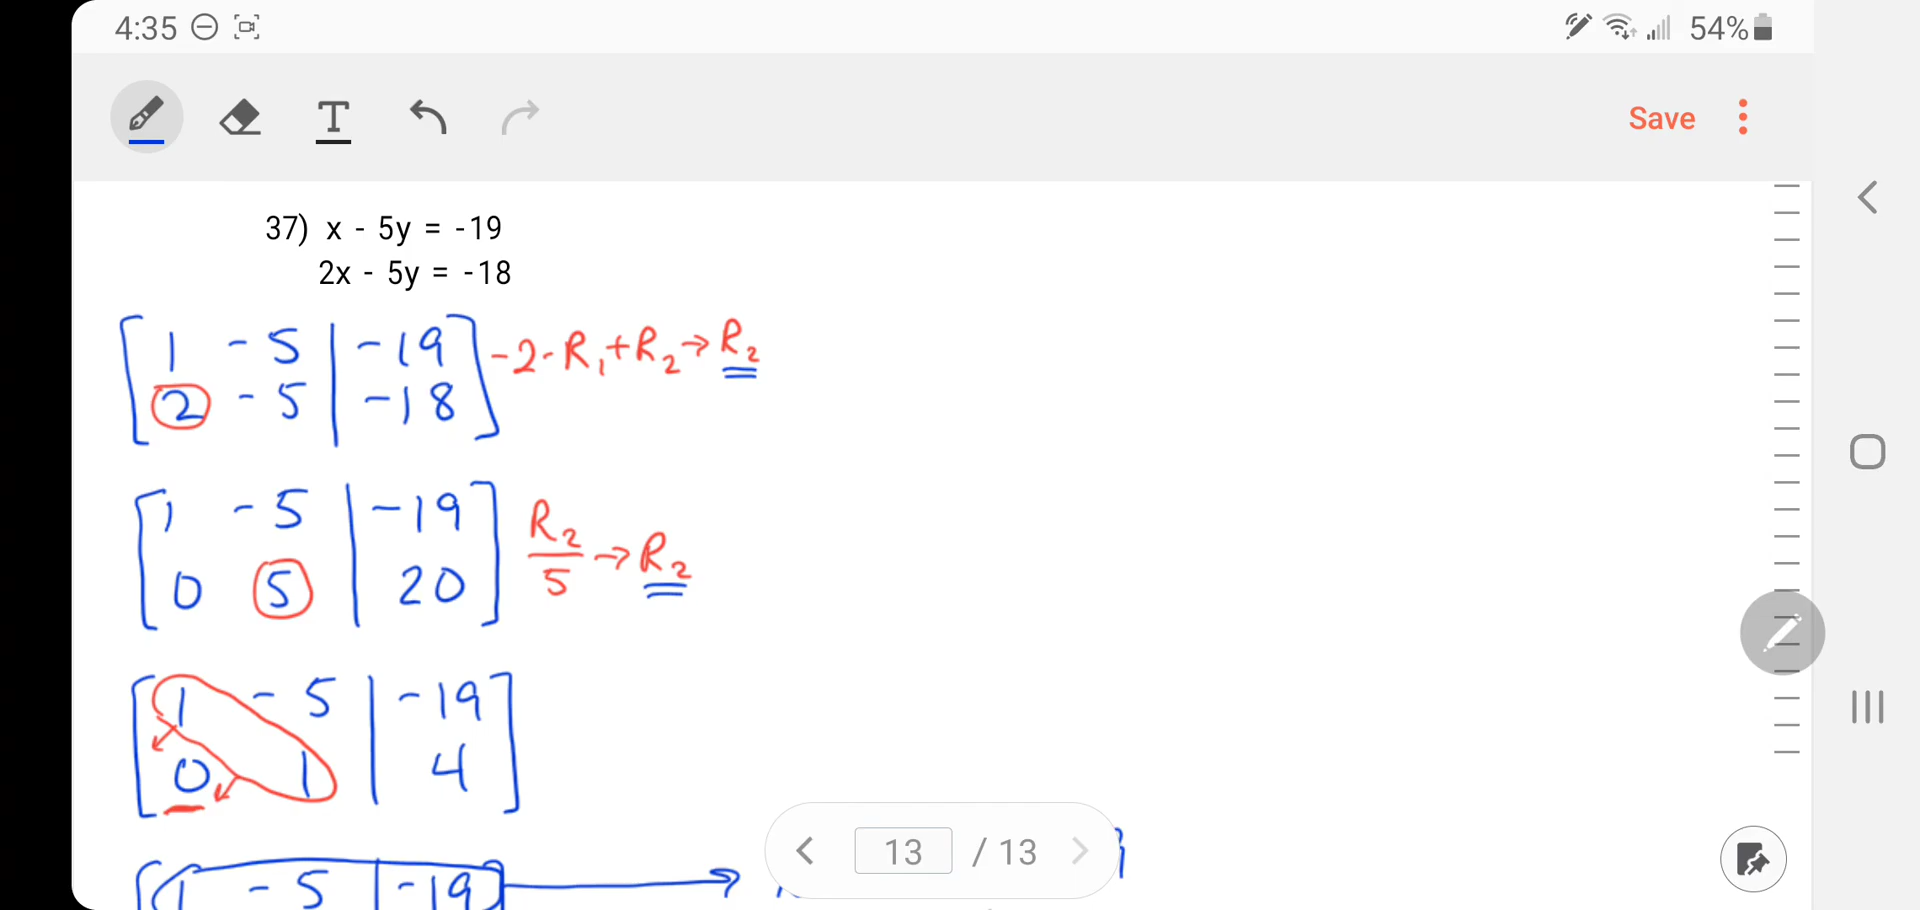 4:35 54%
T Save
37) x - 5y = -19
2x - 5y = -18
1 -5 | -19 -2·R₁+R₂→R₂
2 -5 | -18
1 -5 | -19 R₂/5→R₂
0 5 | 20
1 -5 | -19
0 1 | 4
13 / 13
1 -5 | -19